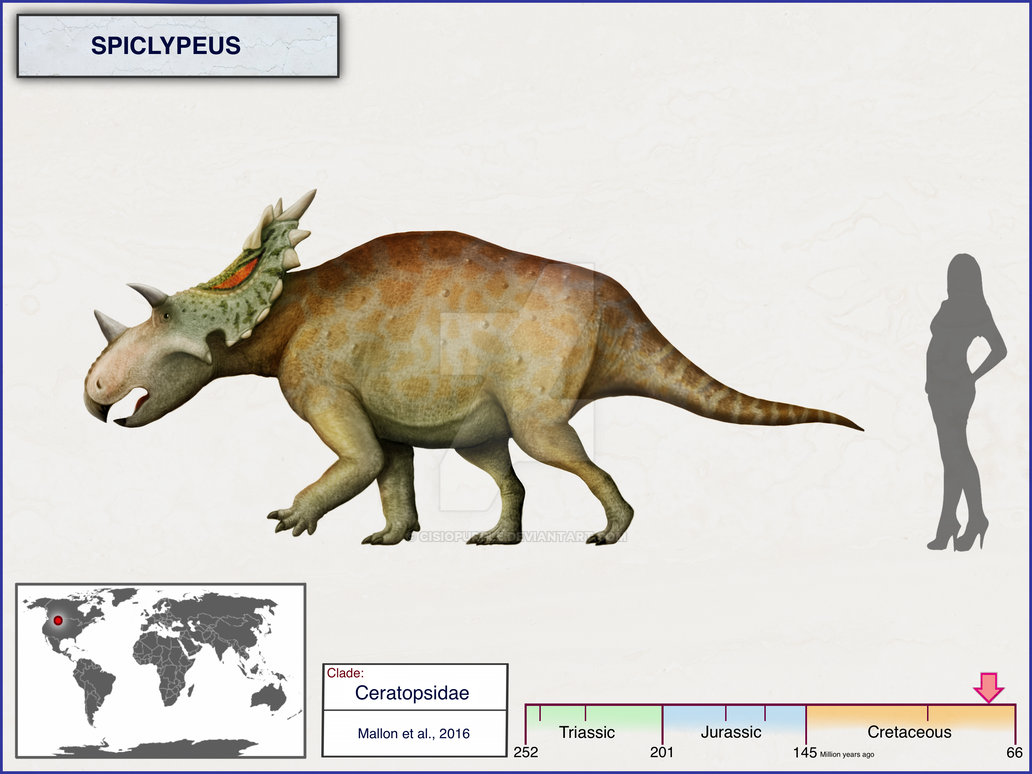 SPICLYPEUS
Clade:
Ceratopsidae
Mallon et al., 2016
Triassic
Jurassic
Cretaceous
252
201
145
Million years ago
66